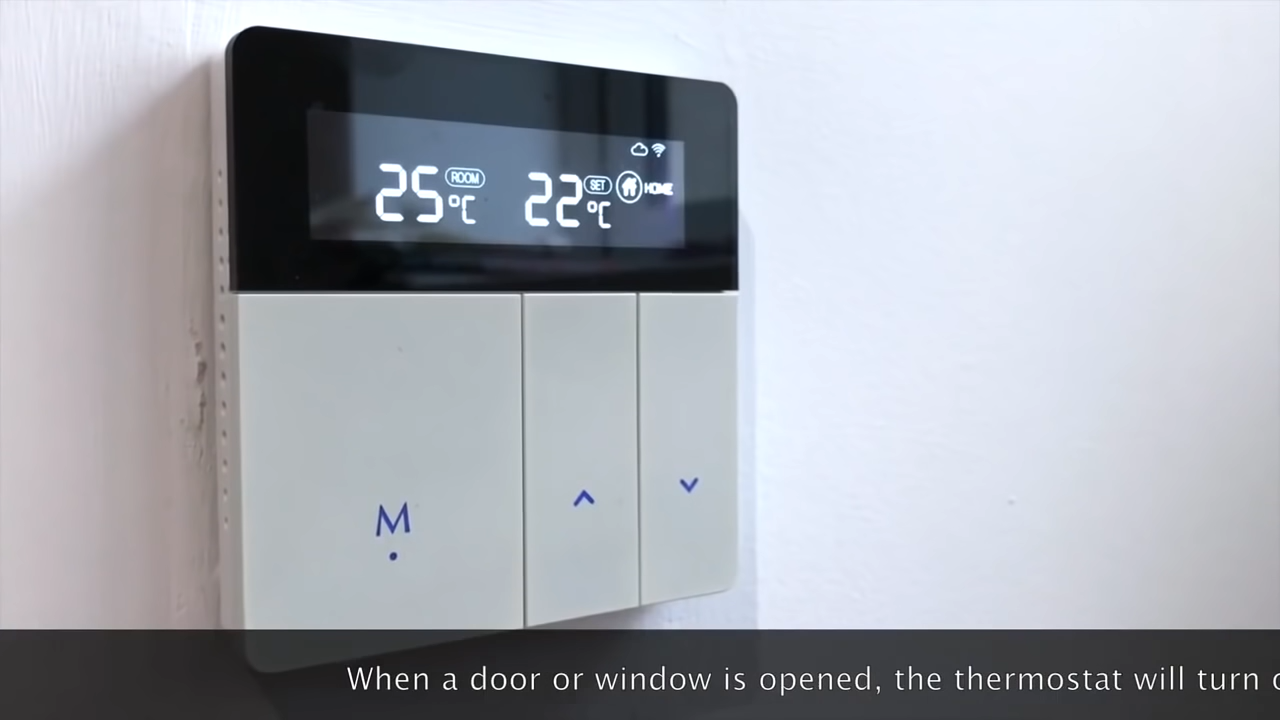 25 ROOM °C 22 SET °C HOME
M
When a door or window is opened, the thermostat will turn